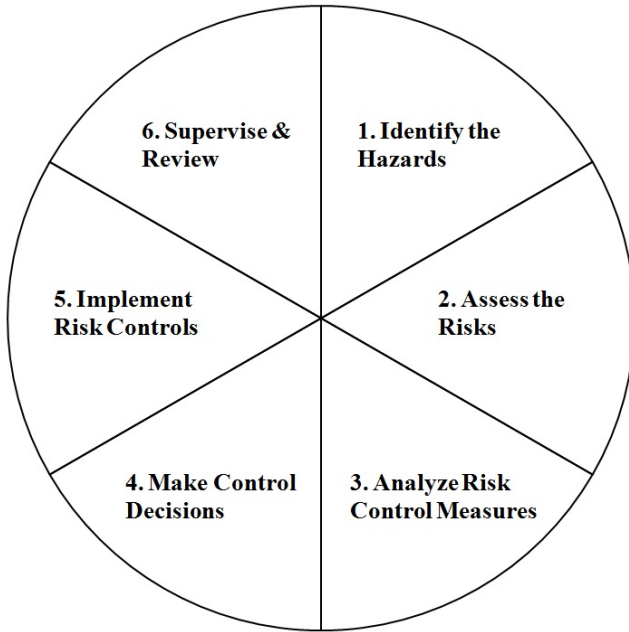 1. Identify the
Hazards
2. Assess the
Risks
3. Analyze Risk
Control Measures
4. Make Control
Decisions
5. Implement
Risk Controls
6. Supervise &
Review